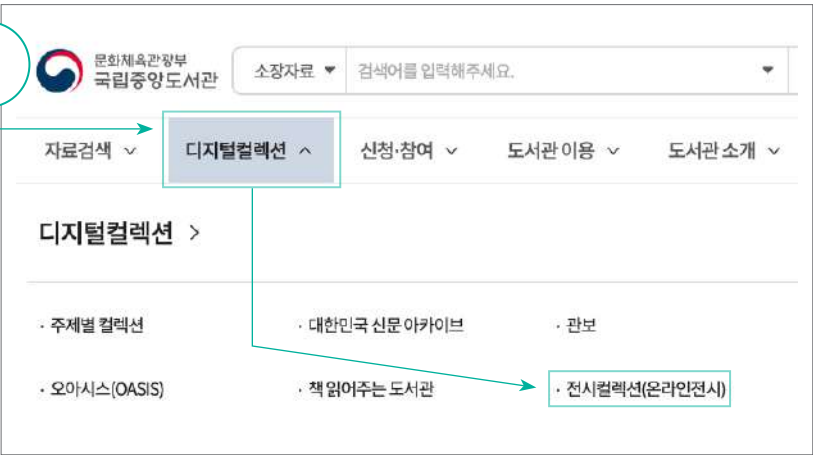 문화체육관광부
국립중앙도서관
소장자료 검색어를 입력해주세요.
자료검색 디지털컬렉션 신청·참여 도서관 이용 도서관 소개
디지털컬렉션 >
· 주제별 컬렉션 · 대한민국 신문 아카이브 · 관보
· 오아시스(OASIS) · 책 읽어주는 도서관 · 전시컬렉션(온라인전시)